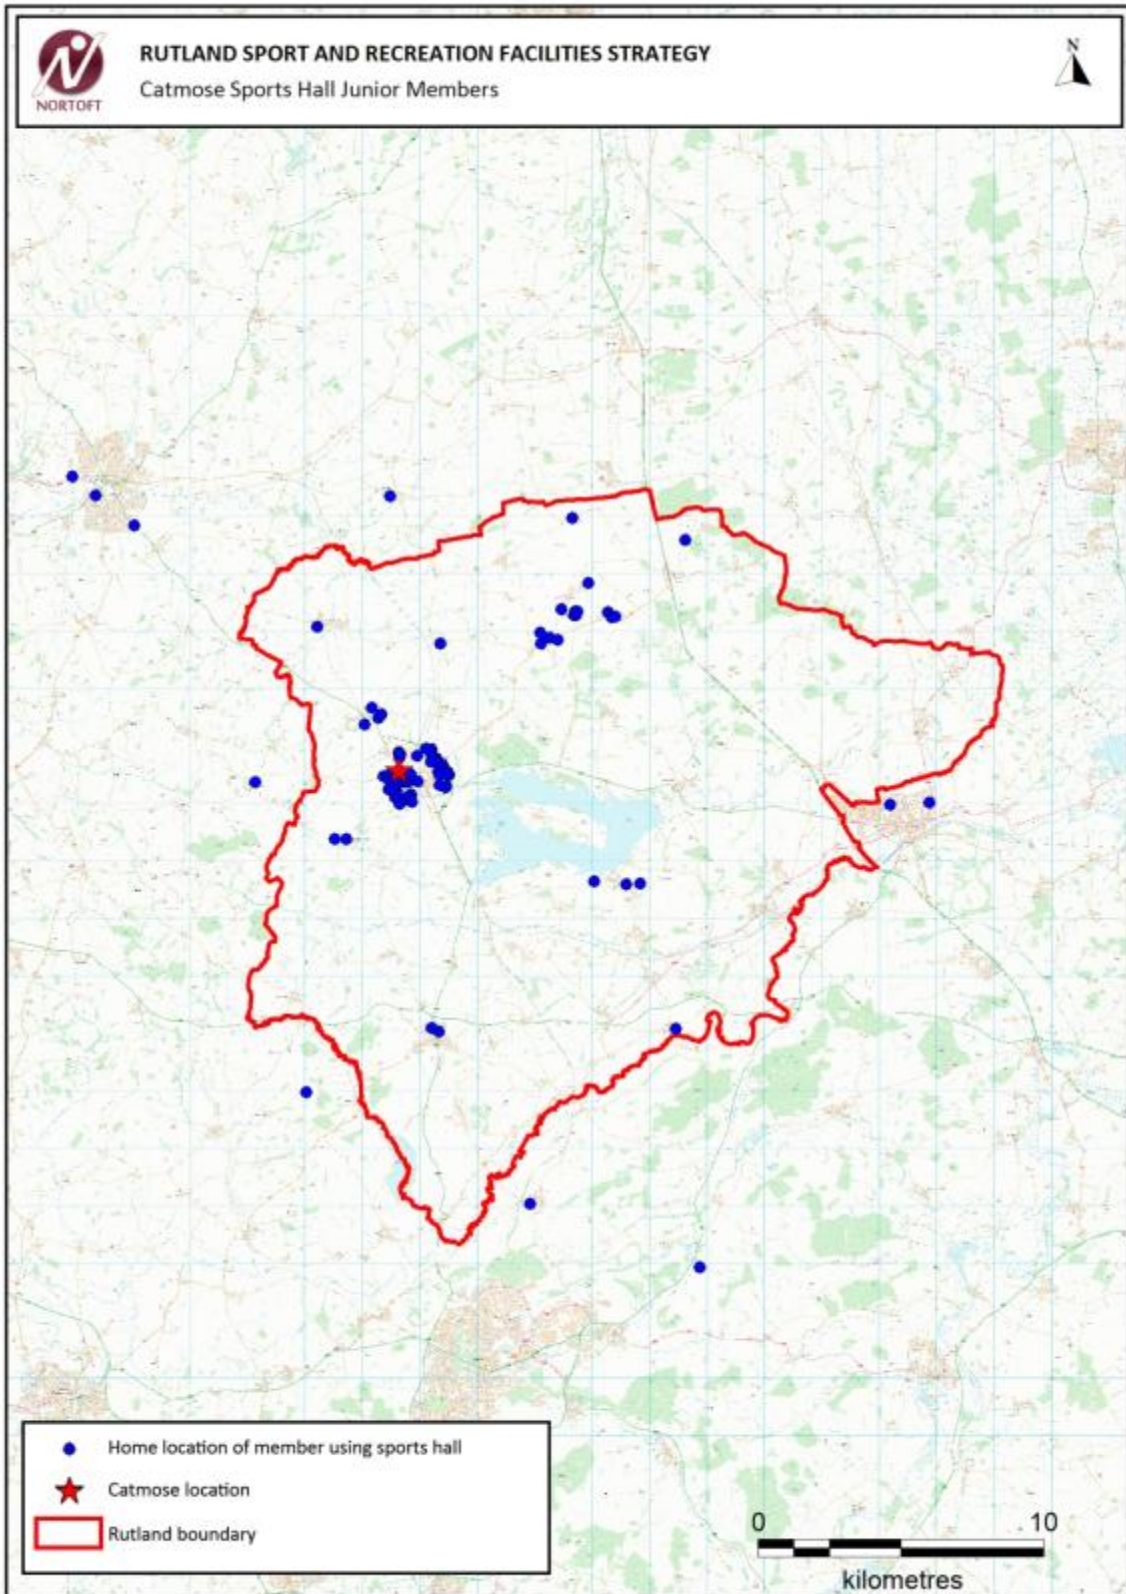 RUTLAND SPORT AND RECREATION FACILITIES STRATEGY
Catmose Sports Hall Junior Members
NORTOFT
N
Home location of member using sports hall
Catmose location
Rutland boundary
0 10
kilometres